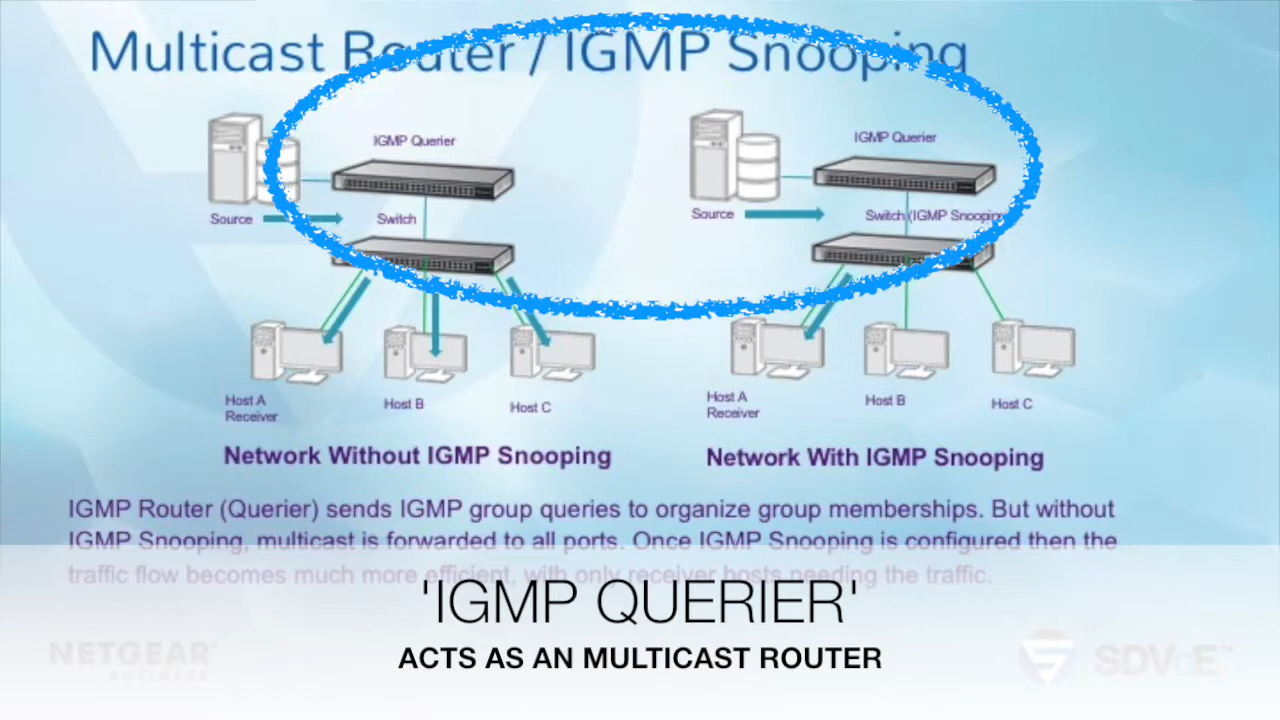 Multicast Router / IGMP Snooping
IGMP Querier
Source
Switch
Host A
Receiver
Host B
Host C
Network Without IGMP Snooping
IGMP Querier
Source
Switch (IGMP Snooping
Host A
Receiver
Host B
Host C
Network With IGMP Snooping
IGMP Router (Querier) sends IGMP group queries to organize group memberships. But without
IGMP Snooping, multicast is forwarded to all ports. Once IGMP Snooping is configured then the
traffic flow becomes much more efficient, with only receiver hosts needing the traffic.
'IGMP QUERIER'
ACTS AS AN MULTICAST ROUTER
NETGEAR
BUSINESS
SDVoE™